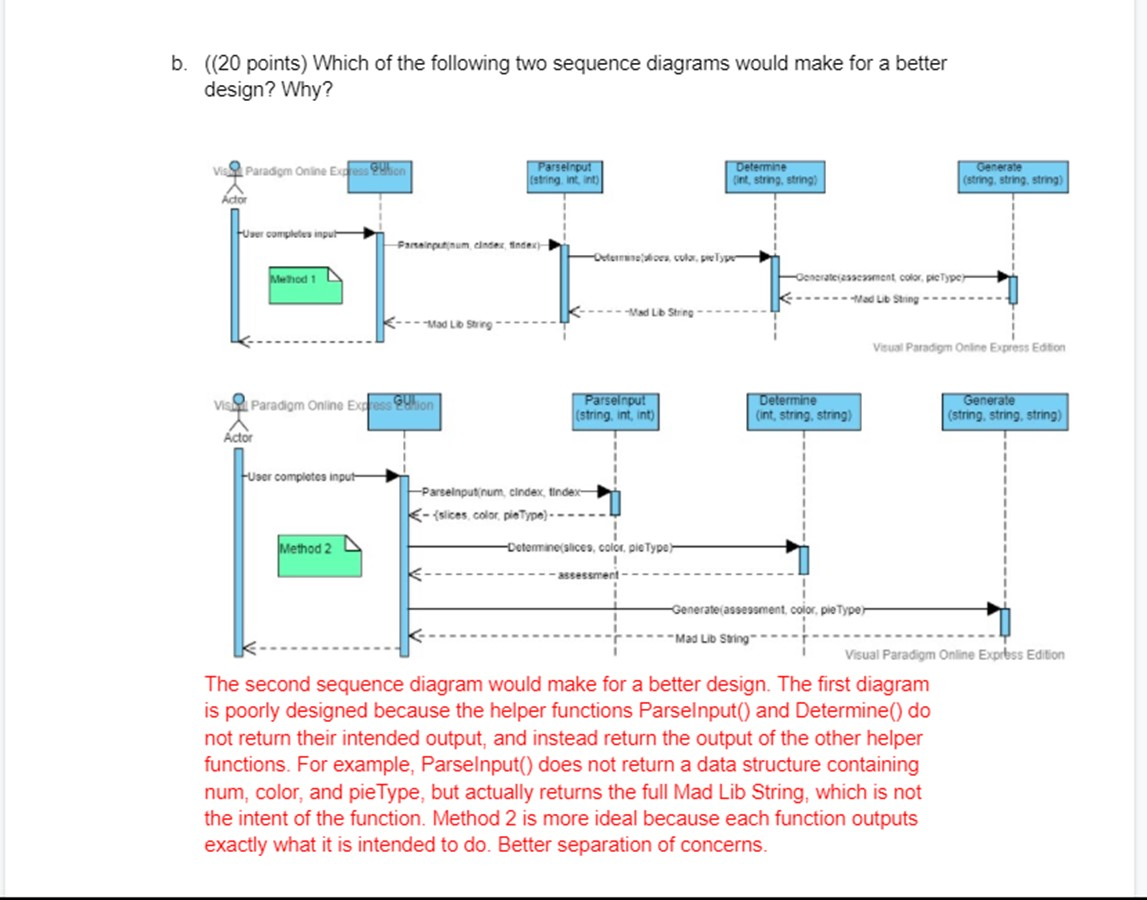 b. ((20 points) Which of the following two sequence diagrams would make for a better
design? Why?
Visual Paradigm Online Express Edition
GUI
ParseInput
(string, int, int)
Determine
(int, string, string)
Generate
(string, string, string)
Actor
User completes input
ParseInput(num, cIndex, tIndex)
Determine(slices, color, pieType)
Method 1
Generate(assessment, color, pieType)
Mad Lib String
Mad Lib String
Mad Lib String
Visual Paradigm Online Express Edition
Visual Paradigm Online Express Edition
GUI
ParseInput
(string, int, int)
Determine
(int, string, string)
Generate
(string, string, string)
Actor
User completes input
ParseInput(num, cIndex, tIndex
{slices, color, pieType}
Method 2
Determine(slices, color, pieType)
assessment
Generate(assessment, color, pieType)
Mad Lib String
Visual Paradigm Online Express Edition
The second sequence diagram would make for a better design. The first diagram
is poorly designed because the helper functions ParseInput() and Determine() do
not return their intended output, and instead return the output of the other helper
functions. For example, ParseInput() does not return a data structure containing
num, color, and pieType, but actually returns the full Mad Lib String, which is not
the intent of the function. Method 2 is more ideal because each function outputs
exactly what it is intended to do. Better separation of concerns.